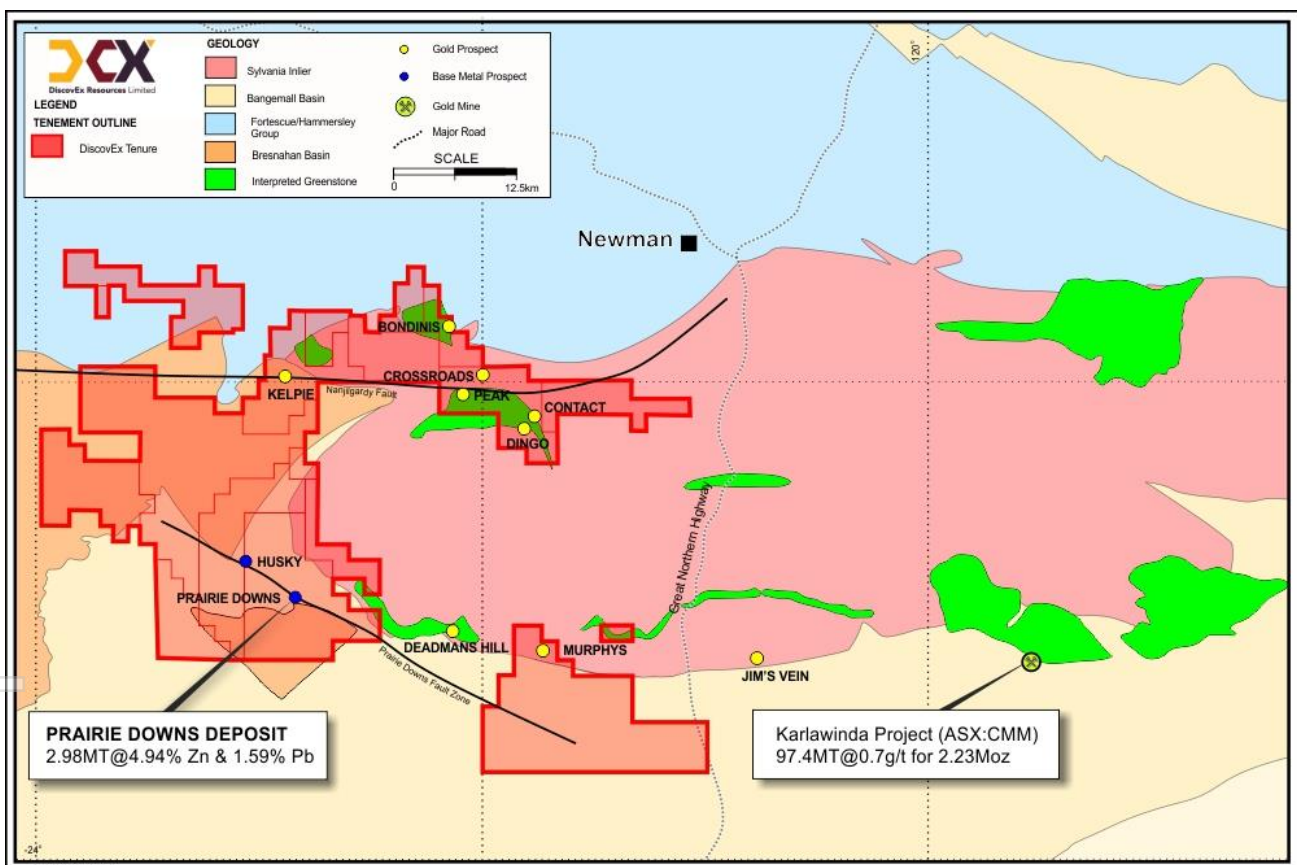 DCX
DiscovEx Resources Limited
LEGEND
TENEMENT OUTLINE
DiscovEx Tenure
GEOLOGY
Sylvania Inlier
Bangemall Basin
Fortescue/Hammersley
Group
Bresnahan Basin
Interpreted Greenstone
Gold Prospect
Base Metal Prospect
Gold Mine
Major Road
SCALE
0
12.5km
120°
Newman
BONDINIS
CROSSROADS
KELPIE
Nanjilgardy Fault
PEAK
CONTACT
DINGO
Great Northern Highway
HUSKY
PRAIRIE DOWNS
DEADMANS HILL
MURPHYS
JIM'S VEIN
Prairie Downs Fault Zone
PRAIRIE DOWNS DEPOSIT
2.98MT@4.94% Zn & 1.59% Pb
Karlawinda Project (ASX:CMM)
97.4MT@0.7g/t for 2.23Moz
-24°